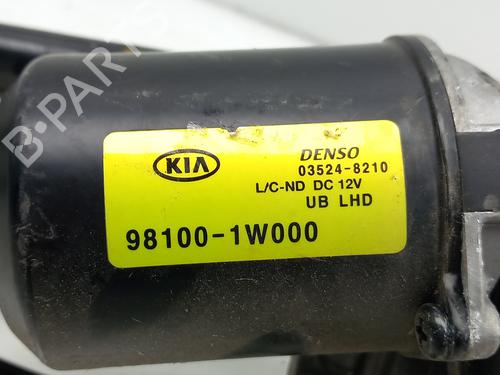 B-PARTS
KIA
DENSO
03524-8210
L/C-ND DC 12V
UB LHD
98100-1W000